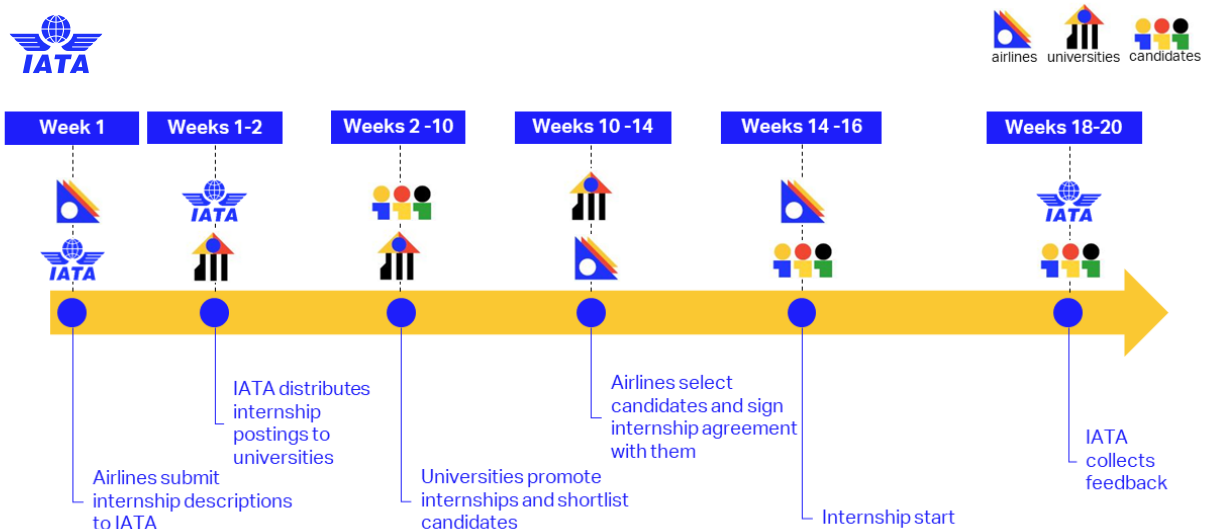 IATA
airlines universities candidates
Week 1
Weeks 1-2
Weeks 2 -10
Weeks 10 -14
Weeks 14 -16
Weeks 18-20
IATA
IATA
IATA
Airlines submit
internship descriptions
to IATA
IATA distributes
internship
postings to
universities
Universities promote
internships and shortlist
candidates
Airlines select
candidates and sign
internship agreement
with them
Internship start
IATA
collects
feedback